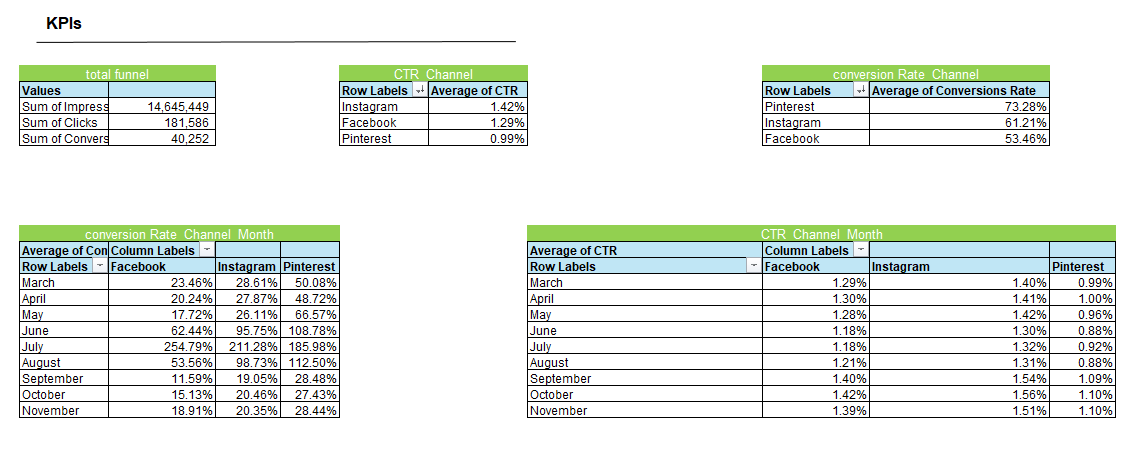 KPIs
total funnel
Values
Sum of Impress 14,645,449
Sum of Clicks 181,586
Sum of Convers 40,252
CTR Channel
Row Labels Average of CTR
Instagram 1.42%
Facebook 1.29%
Pinterest 0.99%
conversion Rate Channel
Row Labels Average of Conversions Rate
Pinterest 73.28%
Instagram 61.21%
Facebook 53.46%
conversion Rate Channel Month
Average of Con Column Labels
Row Labels Facebook Instagram Pinterest
March 23.46% 28.61% 50.08%
April 20.24% 27.87% 48.72%
May 17.72% 26.11% 66.57%
June 62.44% 95.75% 108.78%
July 254.79% 211.28% 185.98%
August 53.56% 98.73% 112.50%
September 11.59% 19.05% 28.48%
October 15.13% 20.46% 27.43%
November 18.91% 20.35% 28.44%
CTR Channel Month
Average of CTR Column Labels
Row Labels Facebook Instagram Pinterest
March 1.29% 1.40% 0.99%
April 1.30% 1.41% 1.00%
May 1.28% 1.42% 0.96%
June 1.18% 1.30% 0.88%
July 1.18% 1.32% 0.92%
August 1.21% 1.31% 0.88%
September 1.40% 1.54% 1.09%
October 1.42% 1.56% 1.10%
November 1.39% 1.51% 1.10%